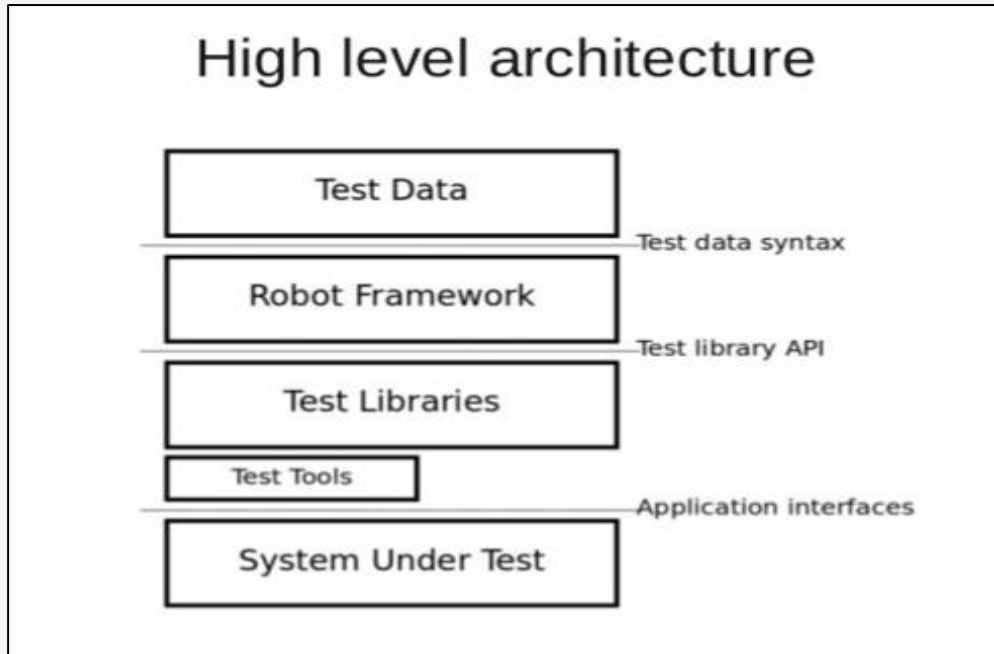 High level architecture
Test Data
Test data syntax
Robot Framework
Test library API
Test Libraries
Test Tools
Application interfaces
System Under Test